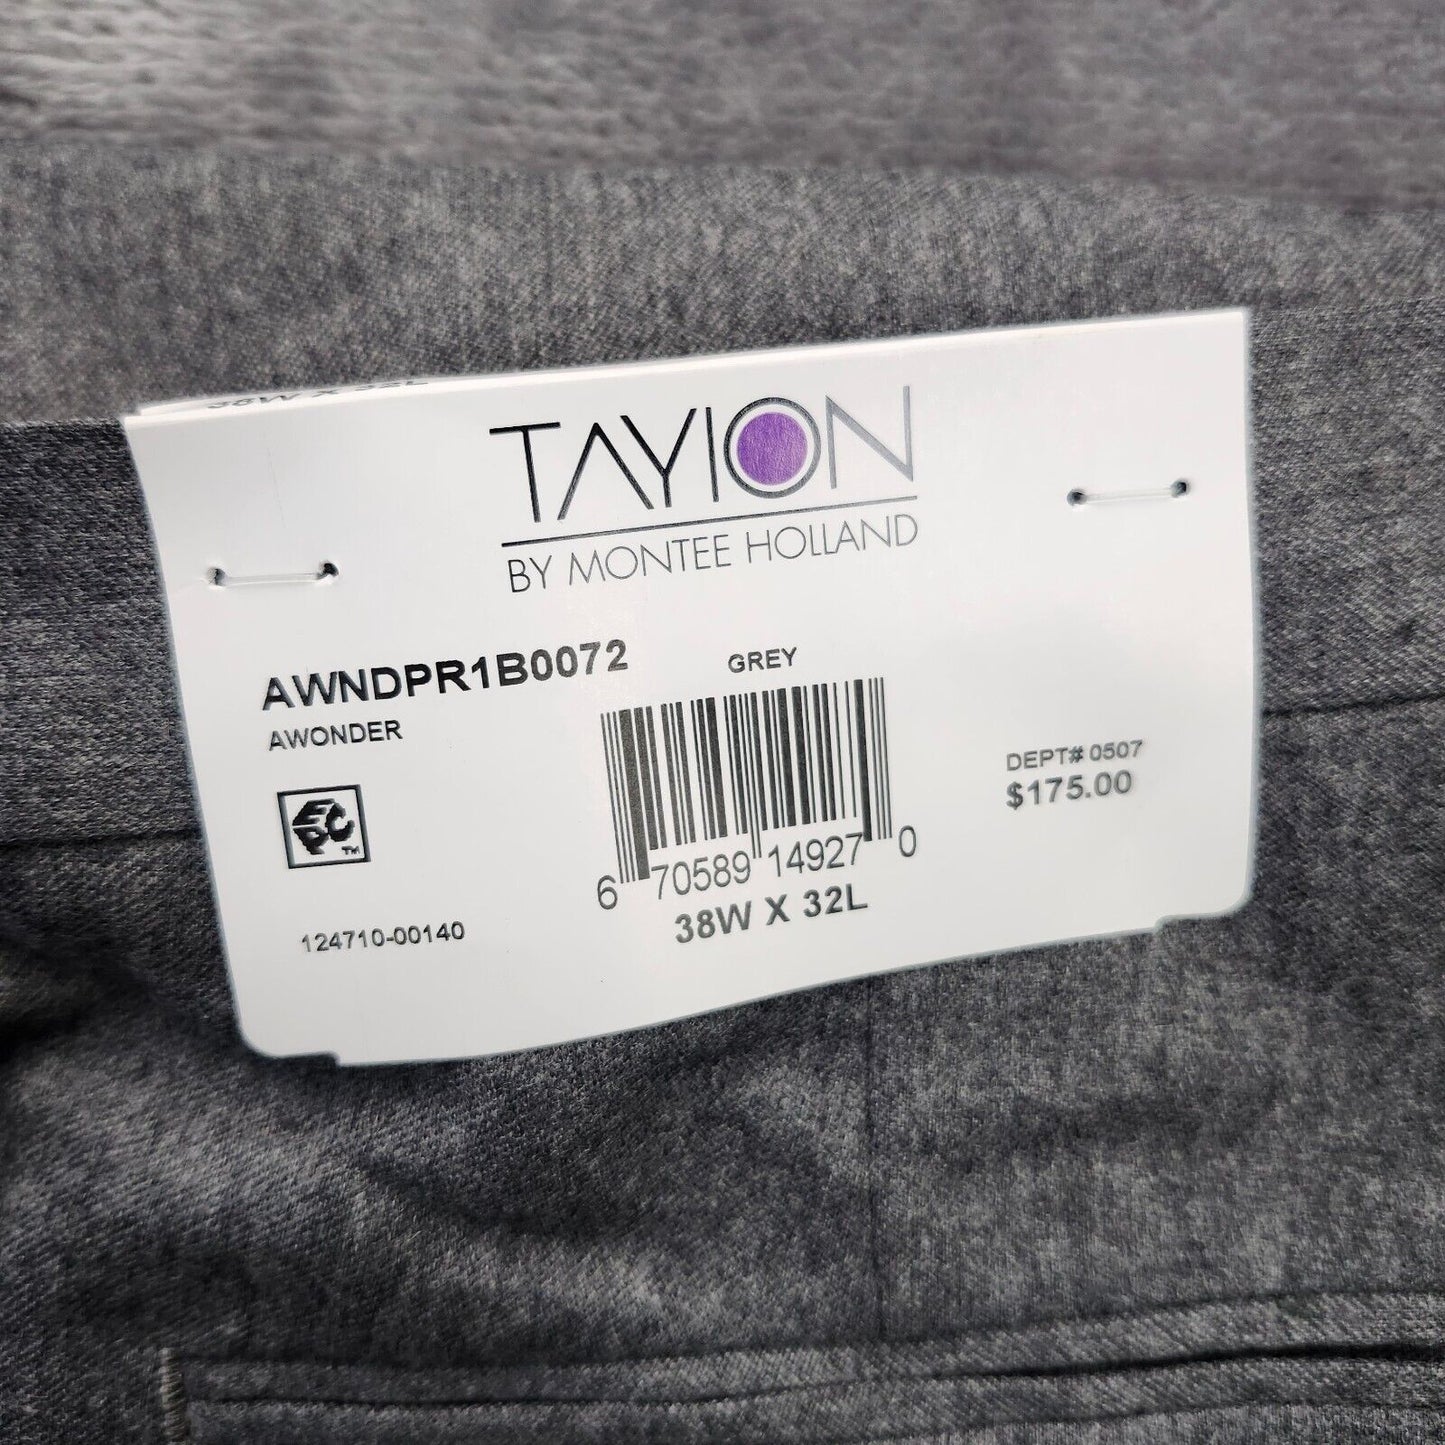 38W X 32L
TAYION
BY MONTEE HOLLAND
AWNDPR1B0072
GREY
AWONDER
DEPT# 0507
$175.00
EPC™
6 70589 14927 0
38W X 32L
124710-00140